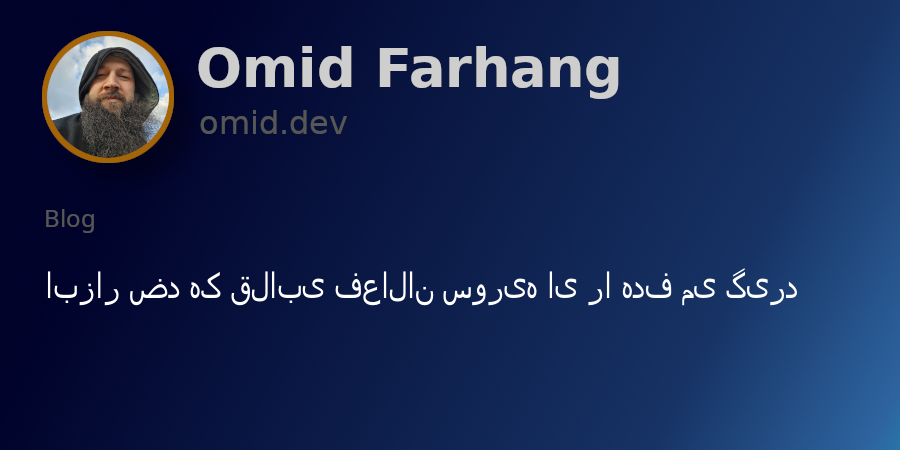 Omid Farhang
omid.dev
Blog
ابزار ضد هک قلابی فعالان سوریه ای را هدف می گیرد